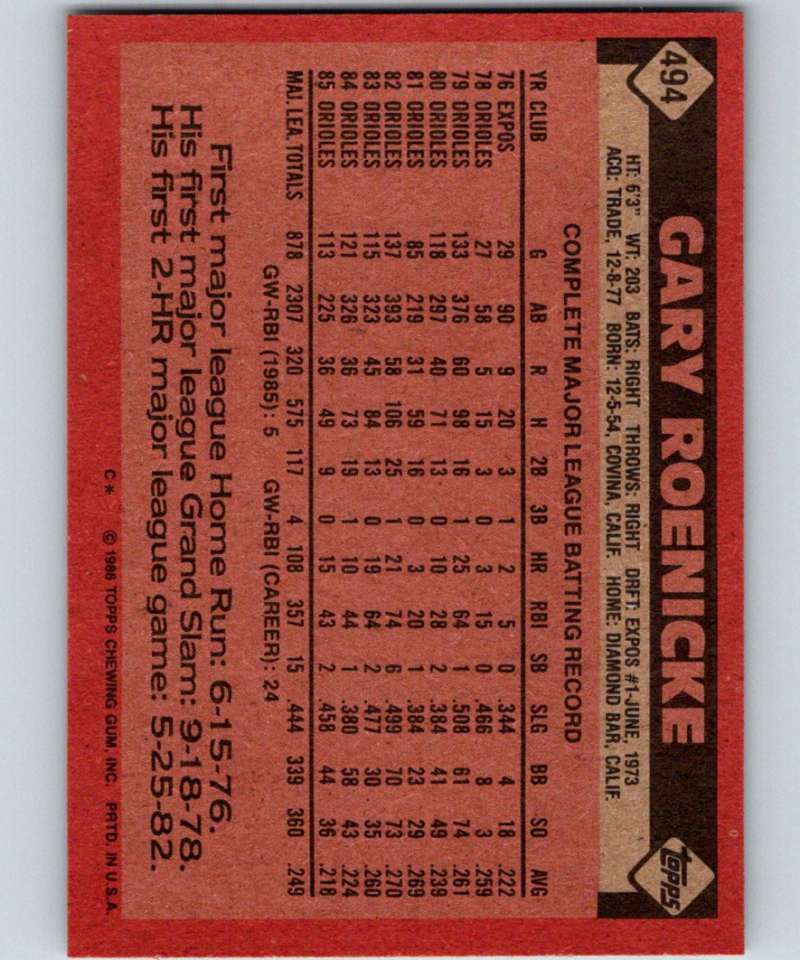 494
GARY ROENICKE
topps
HT: 6'3" WT: 203 BATS: RIGHT THROWS: RIGHT DRFT: EXPOS #1-JUNE, 1973
ACQ: TRADE, 12-8-77 BORN: 12-5-54, COVINA, CALIF. HOME: DIAMOND BAR, CALIF.
COMPLETE MAJOR LEAGUE BATTING RECORD
YR CLUB G AB R H 2B 3B HR RBI SB SLG BB SO AVG
76 EXPOS 29 90 9 20 3 1 2 5 0 .344 4 18 .222
78 ORIOLES 27 58 5 15 3 0 3 15 0 .466 8 3 .259
79 ORIOLES 133 376 60 98 16 1 25 64 1 .508 61 74 .261
80 ORIOLES 118 297 40 71 13 0 10 28 2 .384 41 49 .239
81 ORIOLES 85 219 31 59 16 0 3 20 1 .384 23 29 .269
82 ORIOLES 137 393 58 106 25 1 21 74 6 .499 70 73 .270
83 ORIOLES 115 323 45 84 13 0 19 64 2 .477 30 35 .260
84 ORIOLES 121 326 36 73 19 1 10 44 1 .380 58 43 .224
85 ORIOLES 113 225 36 49 9 0 15 43 2 .458 44 36 .218
MAJ. LEA. TOTALS 878 2307 320 575 117 4 108 357 15 .444 339 360 .249
GW-RBI (1985): 5 GW-RBI (CAREER): 24
First major league Home Run: 6-15-76.
His first major league Grand Slam: 9-18-78.
His first 2-HR major league game: 5-25-82.
C* © 1986 TOPPS CHEWING GUM, INC. PRTD. IN U.S.A.